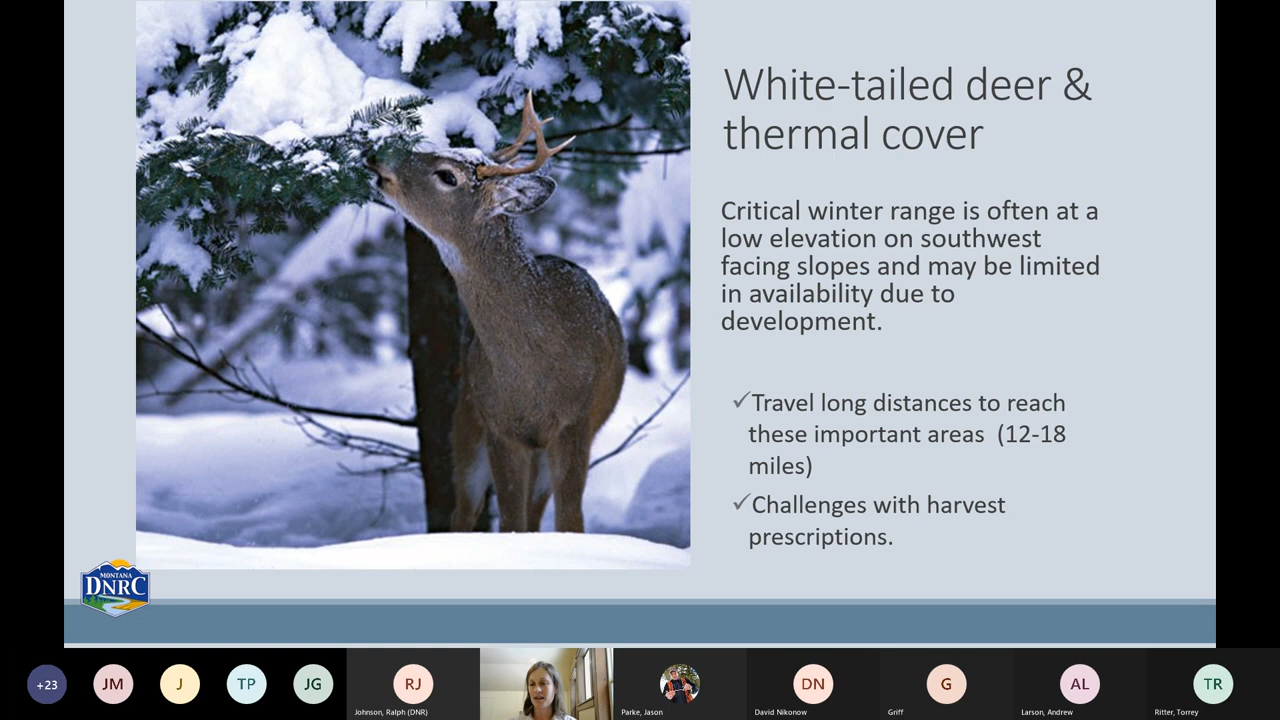 White-tailed deer &
thermal cover
Critical winter range is often at a
low elevation on southwest
facing slopes and may be limited
in availability due to
development.
✓Travel long distances to reach
these important areas (12-18
miles)
✓Challenges with harvest
prescriptions.
MONTANA
DNRC
+23
JM
J
TP
JG
RJ
DN
G
AL
TR
Johnson, Ralph (DNR)
Parke, Jason
David Nikonow
Griff
Larson, Andrew
Ritter, Torrey